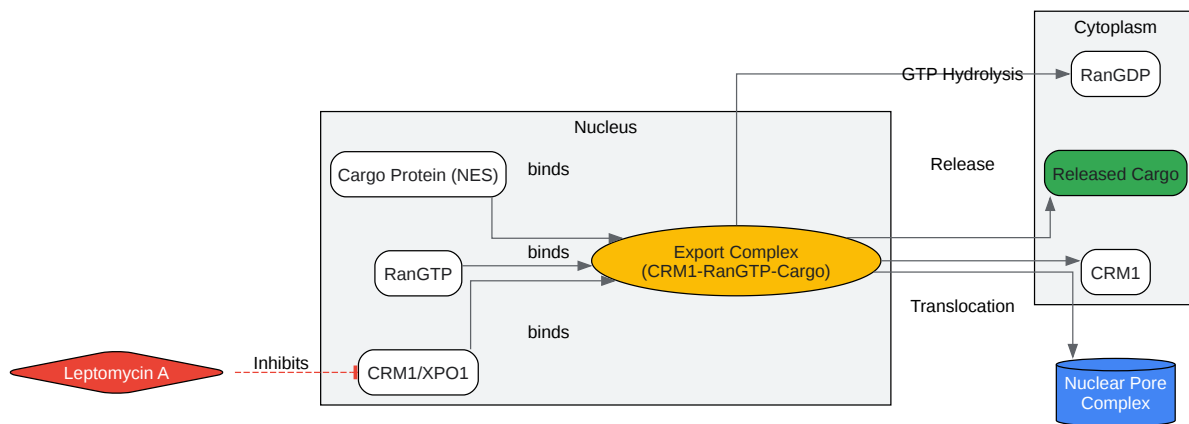 Cytoplasm
GTP Hydrolysis
RanGDP
Nucleus
Cargo Protein (NES)
binds
Release
Released Cargo
RanGTP
binds
Export Complex
(CRM1-RanGTP-Cargo)
CRM1
Translocation
binds
Leptomycin A
Inhibits
CRM1/XPO1
Nuclear Pore
Complex